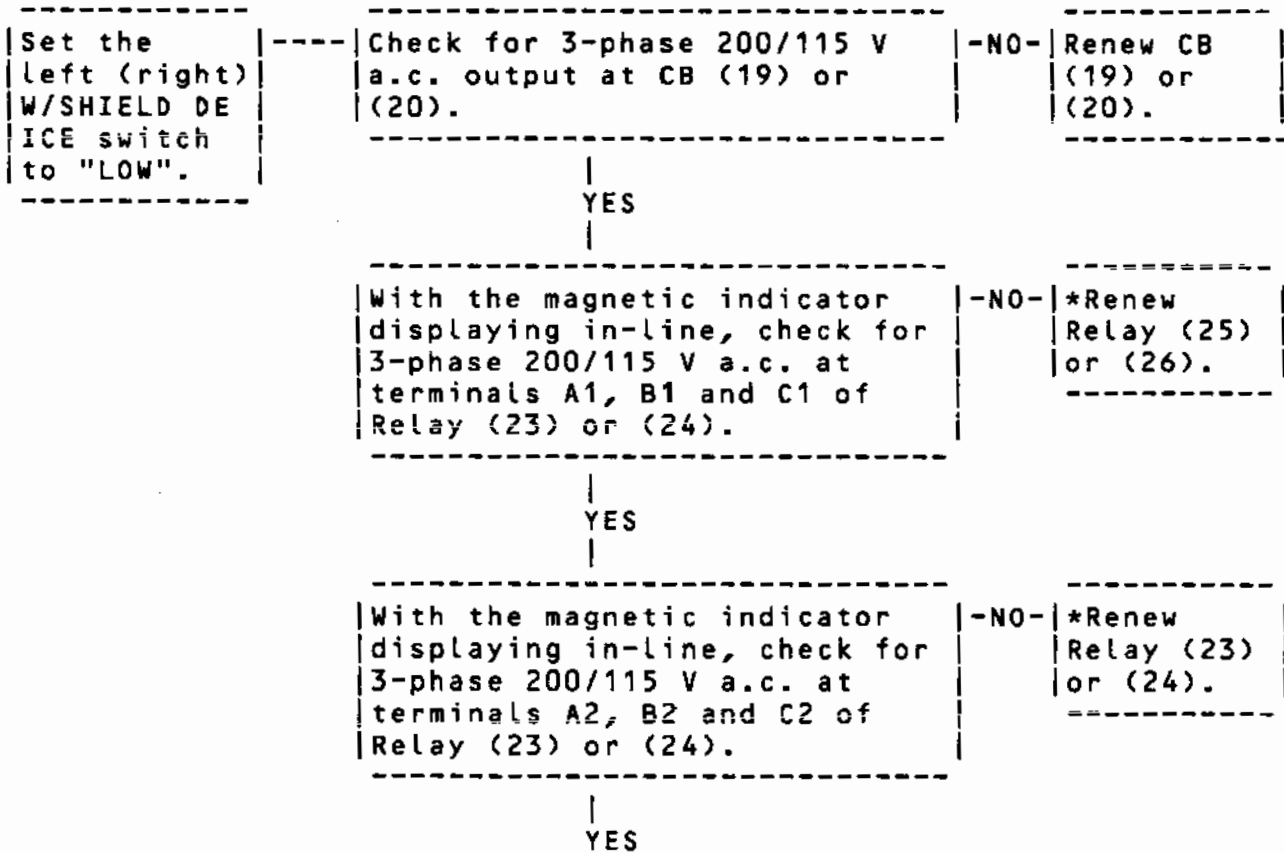 Set the
left (right)
W/SHIELD DE
ICE switch
to "LOW".
Check for 3-phase 200/115 V
a.c. output at CB (19) or
(20).
-NO-
Renew CB
(19) or
(20).
YES
With the magnetic indicator
displaying in-line, check for
3-phase 200/115 V a.c. at
terminals A1, B1 and C1 of
Relay (23) or (24).
-NO-
*Renew
Relay (25)
or (26).
YES
With the magnetic indicator
displaying in-line, check for
3-phase 200/115 V a.c. at
terminals A2, B2 and C2 of
Relay (23) or (24).
-NO-
*Renew
Relay (23)
or (24).
YES